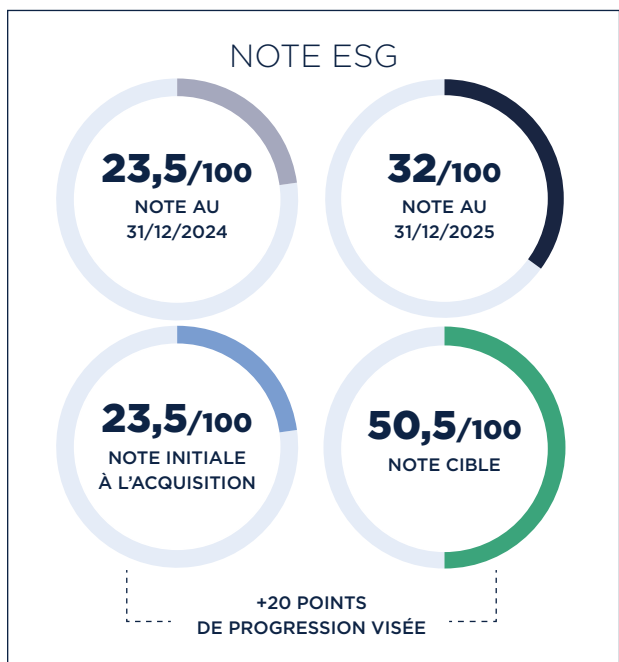 NOTE ESG
23,5/100
NOTE AU
31/12/2024
32/100
NOTE AU
31/12/2025
23,5/100
NOTE INITIALE
À L'ACQUISITION
50,5/100
NOTE CIBLE
+20 POINTS
DE PROGRESSION VISÉE